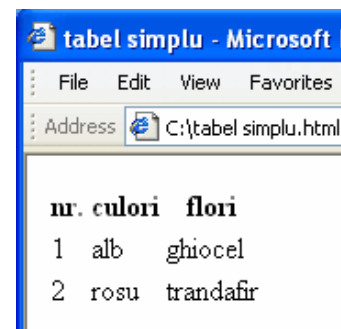 tabel simplu - Microsoft
File Edit View Favorites
Address C:\tabel simplu.html
nr. culori flori
1 alb ghiocel
2 rosu trandafir